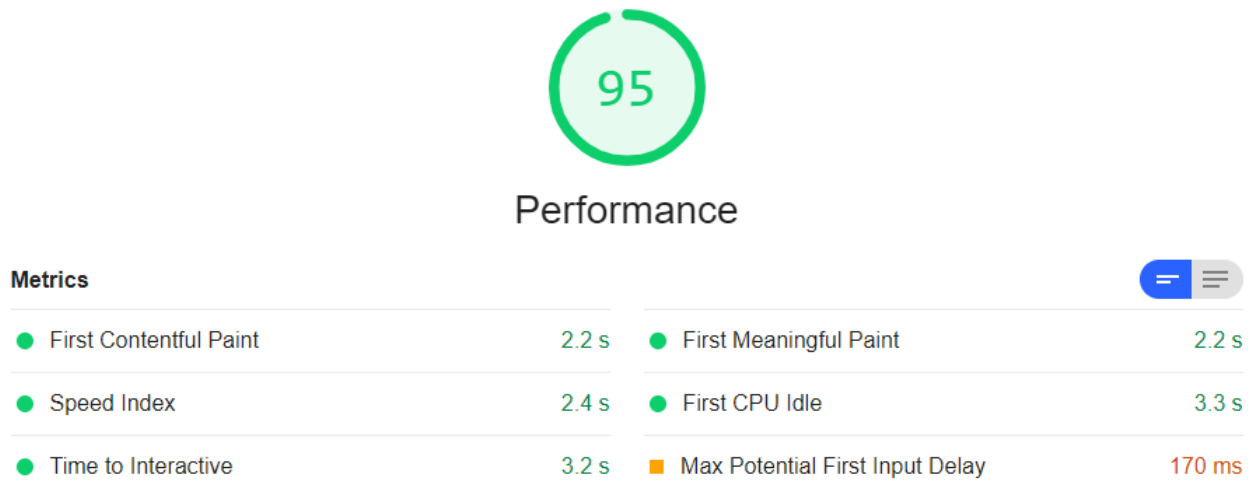 95
Performance
Metrics
First Contentful Paint 2.2 s
First Meaningful Paint 2.2 s
Speed Index 2.4 s
First CPU Idle 3.3 s
Time to Interactive 3.2 s
Max Potential First Input Delay 170 ms